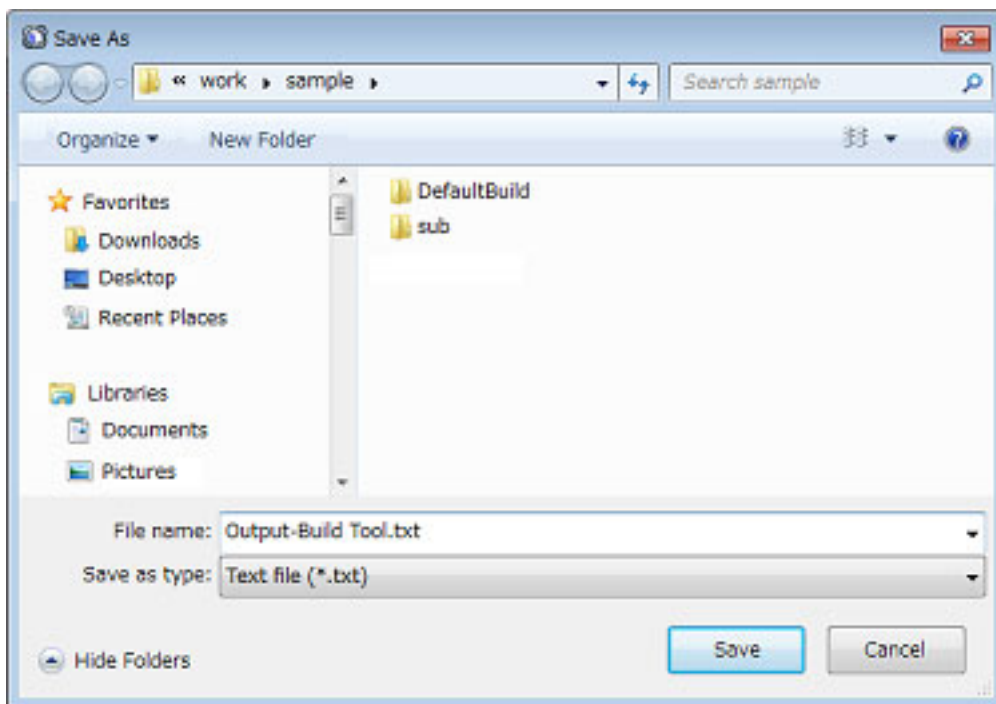 Save As
« work sample Search sample
Organize New Folder
Favorites
Downloads
Desktop
Recent Places
Libraries
Documents
Pictures
DefaultBuild
sub
File name: Output-Build Tool.txt
Save as type: Text file (*.txt)
Hide Folders Save Cancel